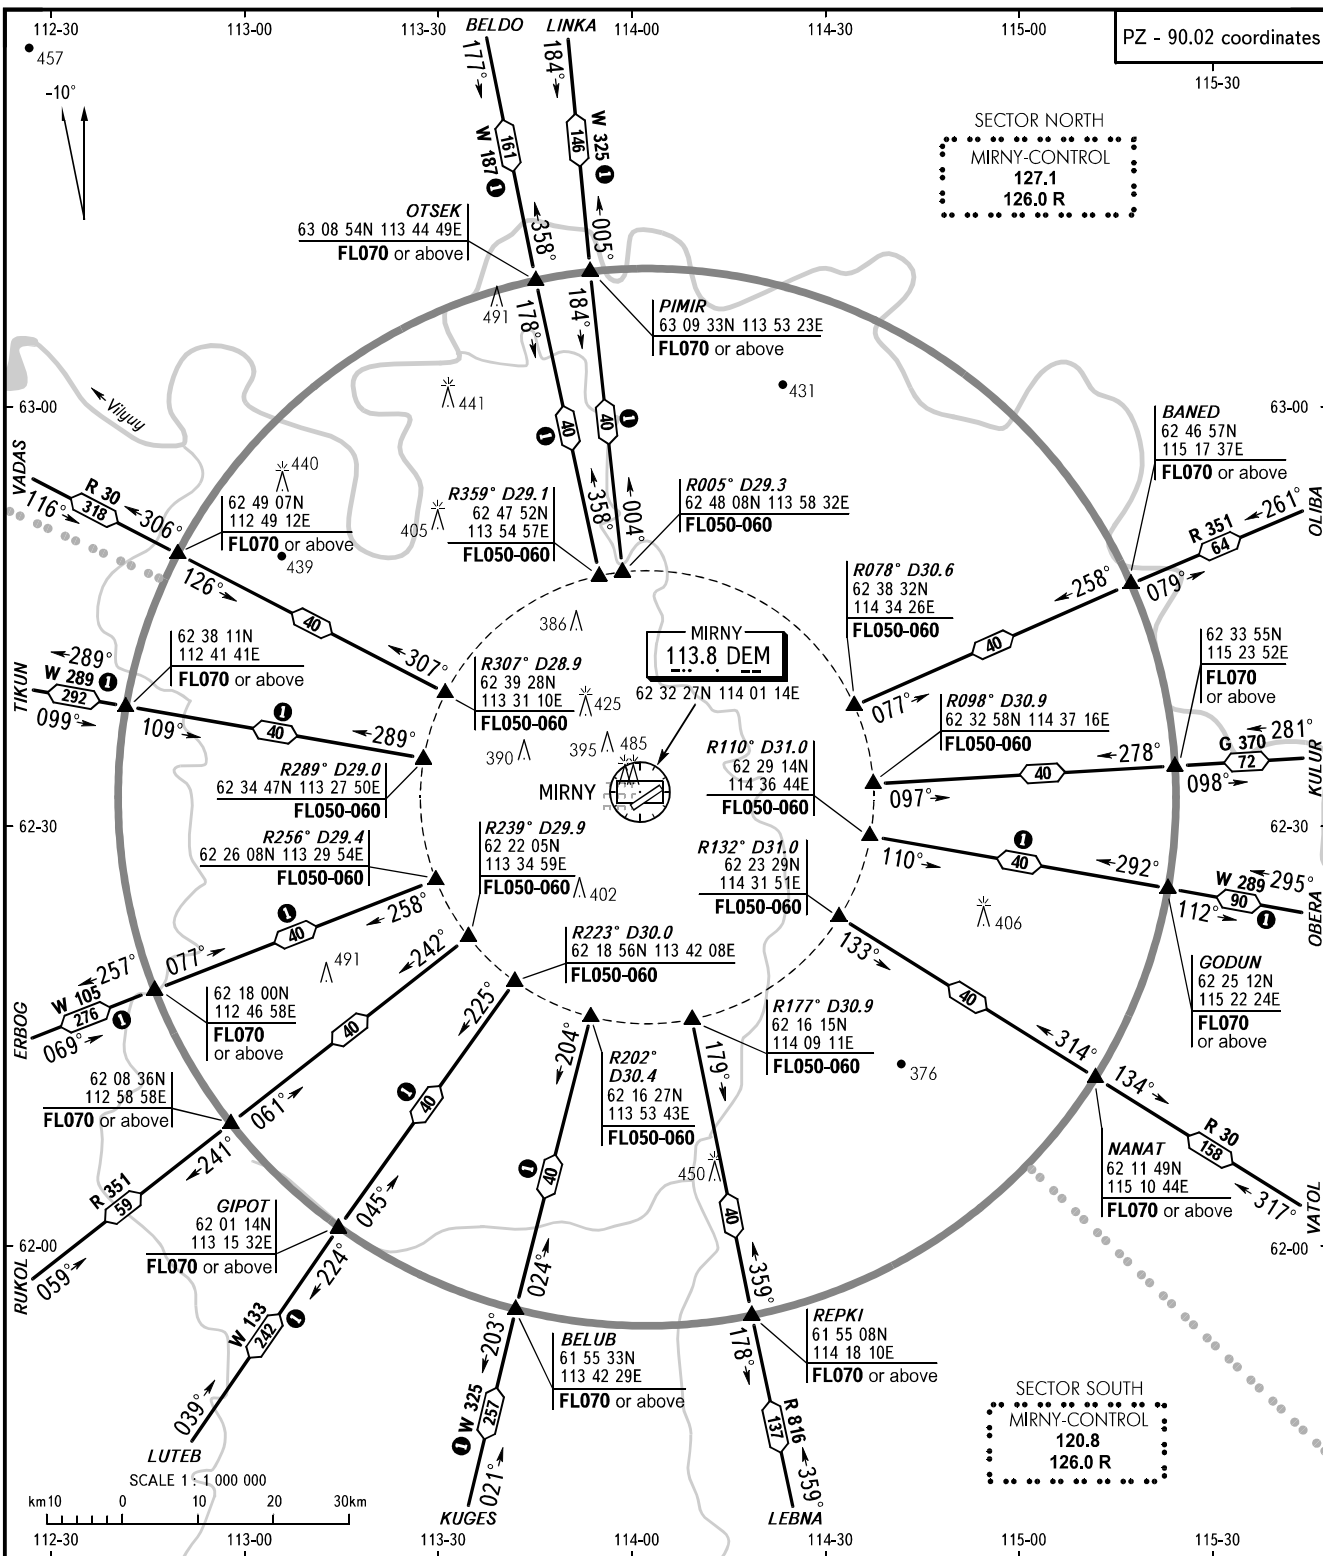 112-30 113-00 113-30 BELDO LINKA 114-00 114-30 115-00
PZ - 90.02 coordinates
115-30
457
-10°
177°
184°
SECTOR NORTH
MIRNY-CONTROL
127.1
126.0 R
W 187 1
161
W 325 1
146
OTSEK
63 08 54N 113 44 49E
FL070 or above
358°
005°
491
178°
184°
PIMIR
63 09 33N 113 53 23E
FL070 or above
431
441
Vilyuy
63-00
63-00
1
40
40
1
BANED
62 46 57N
115 17 37E
FL070 or above
VADAS
R 30
318
116°
306°
440
62 49 07N
112 49 12E
FL070 or above
439
405
R359° D29.1
62 47 52N
113 54 57E
FL050-060
358°
004°
R005° D29.3
62 48 08N 113 58 32E
FL050-060
OLIBA
261°
R 351
64
079°
258°
126°
40
307°
386
R078° D30.6
62 38 32N
114 34 26E
FL050-060
40
077°
TIKUN
289°
W 289 1
292
099°
62 38 11N
112 41 41E
FL070 or above
109°
1
40
289°
R307° D28.9
62 39 28N
113 31 10E
FL050-060
425
MIRNY
113.8 DEM
62 32 27N 114 01 14E
62 33 55N
115 23 52E
FL070
or above
R098° D30.9
62 32 58N 114 37 16E
FL050-060
390
395
485
R110° D31.0
62 29 14N
114 36 44E
FL050-060
278°
281°
G 370
72
KULUR
R289° D29.0
62 34 47N 113 27 50E
FL050-060
MIRNY
40
097°
098°
62-30
62-30
R256° D29.4
62 26 08N 113 29 54E
FL050-060
R239° D29.9
62 22 05N
113 34 59E
FL050-060
402
R132° D31.0
62 23 29N
114 31 51E
FL050-060
110°
1
40
292°
W 289
295°
90
1
112°
OBERA
406
258°
1
40
077°
257°
W 105
276
1
069°
ERBOG
491
242°
133°
62 18 00N
112 46 58E
FL070
or above
R223° D30.0
62 18 56N 113 42 08E
FL050-060
GODUN
62 25 12N
115 22 24E
FL070
or above
225°
40
40
204°
179°
R177° D30.9
62 16 15N
114 09 11E
FL050-060
R202°
D30.4
62 16 27N
113 53 43E
FL050-060
376
314°
134°
62 08 36N
112 58 58E
FL070 or above
061°
241°
1
40
R 351
59
059°
RUKOL
1
40
450
40
R 30
158
317°
VATOL
NANAT
62 11 49N
115 10 44E
FL070 or above
GIPOT
62 01 14N
113 15 32E
FL070 or above
045°
224°
62-00
024°
359°
W 133
242
1
039°
LUTEB
203°
BELUB
61 55 33N
113 42 29E
FL070 or above
178°
REPKI
61 55 08N
114 18 10E
FL070 or above
1 W 325
257
021°
KUGES
R 816
137
359°
LEBNA
SECTOR SOUTH
MIRNY-CONTROL
120.8
126.0 R
SCALE 1 : 1 000 000
km10 0 10 20 30km
112-30 113-00 113-30 114-00 114-30 115-00 115-30